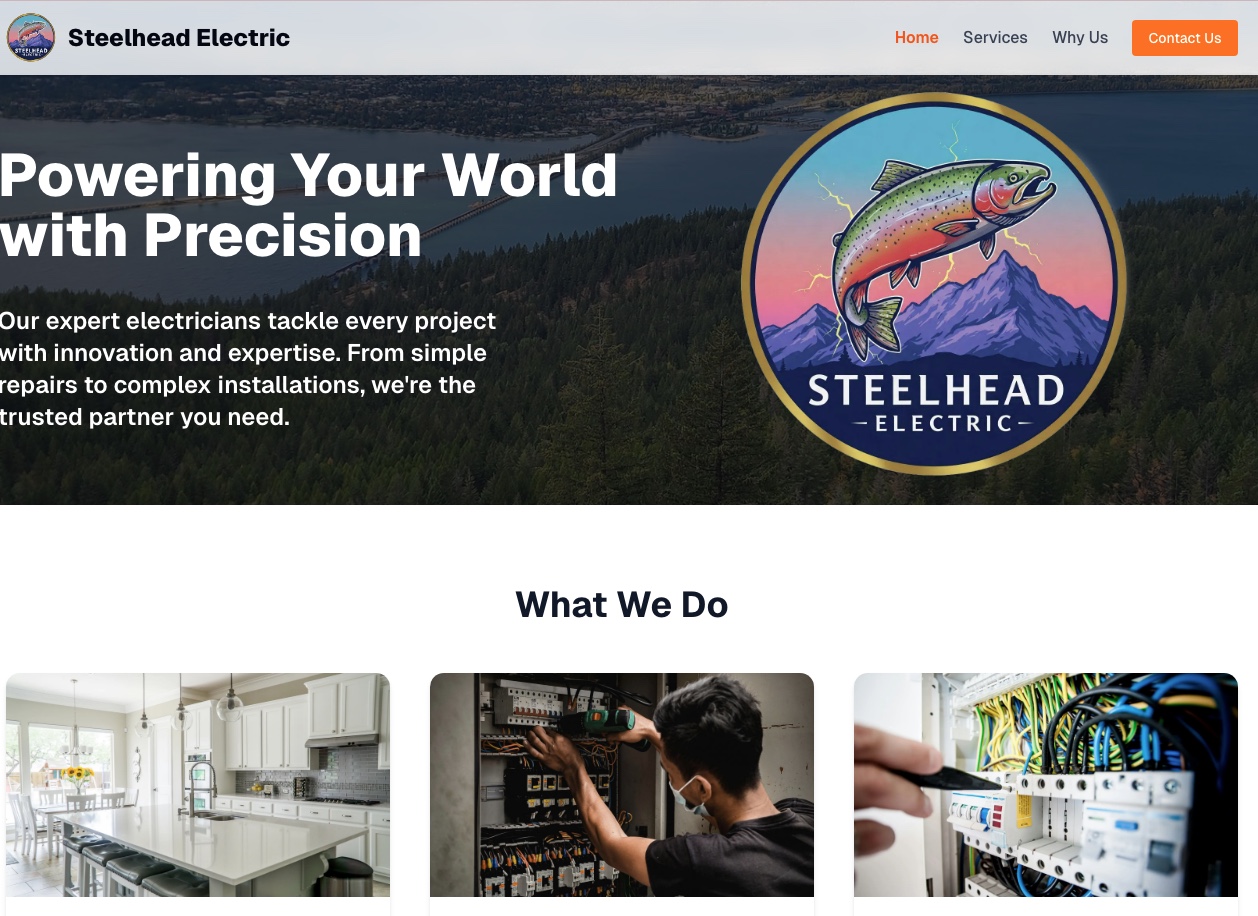 STEELHEAD
ELECTRIC
Steelhead Electric
Home
Services
Why Us
Contact Us
Powering Your World
with Precision
Our expert electricians tackle every project
with innovation and expertise. From simple
repairs to complex installations, we're the
trusted partner you need.
STEELHEAD
ELECTRIC
What We Do